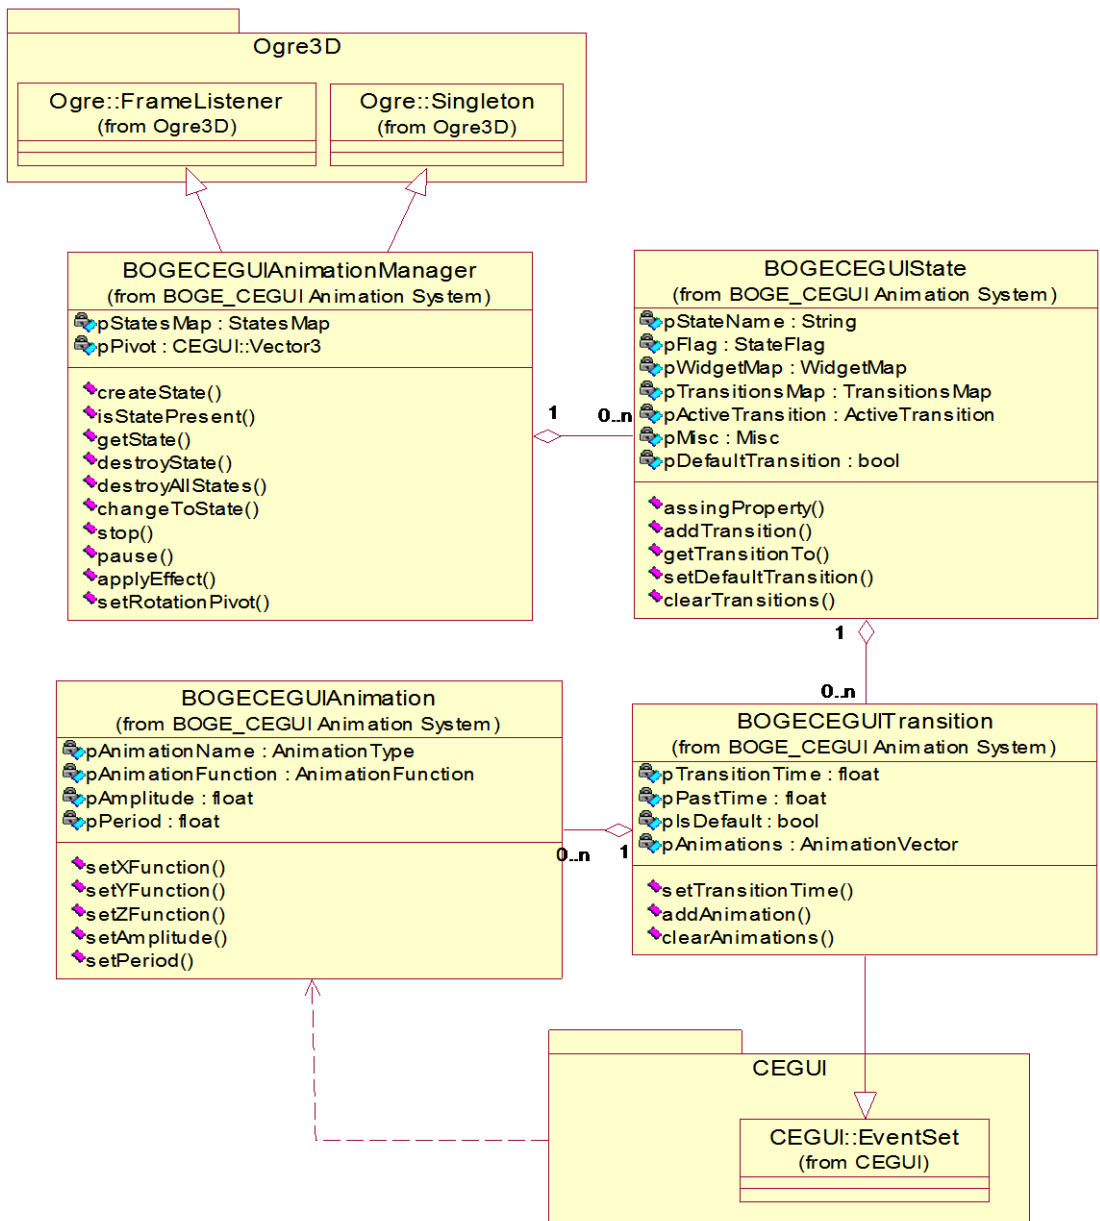 Ogre3D
Ogre::FrameListener
(from Ogre3D)
Ogre::Singleton
(from Ogre3D)
BOGECEGUIAnimationManager
(from BOGE_CEGUI Animation System)
pStatesMap : StatesMap
pPivot : CEGUI::Vector3
createState()
isStatePresent()
getState()
destroyState()
destroyAllStates()
changeToState()
stop()
pause()
applyEffect()
setRotationPivot()
1
0..n
BOGECEGUIState
(from BOGE_CEGUI Animation System)
pStateName : String
pFlag : StateFlag
pWidgetMap : WidgetMap
pTransitionsMap : TransitionsMap
pActiveTransition : ActiveTransition
pMisc : Misc
pDefaultTransition : bool
assingProperty()
addTransition()
getTransitionTo()
setDefaultTransition()
clearTransitions()
1
0..n
BOGECEGUIAnimation
(from BOGE_CEGUI Animation System)
pAnimationName : AnimationType
pAnimationFunction : AnimationFunction
pAmplitude : float
pPeriod : float
setXFunction()
setYFunction()
setZFunction()
setAmplitude()
setPeriod()
0..n
1
BOGECEGUITransition
(from BOGE_CEGUI Animation System)
pTransitionTime : float
pPastTime : float
pIsDefault : bool
pAnimations : AnimationVector
setTransitionTime()
addAnimation()
clearAnimations()
CEGUI
CEGUI::EventSet
(from CEGUI)